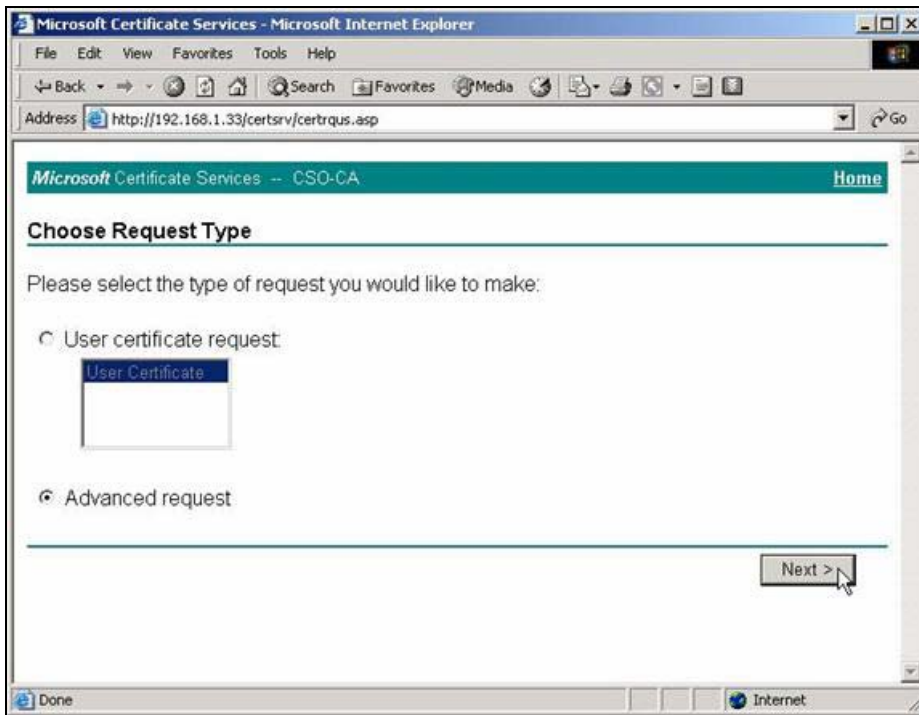 Microsoft Certificate Services - Microsoft Internet Explorer
File Edit View Favorites Tools Help
Back Search Favorites Media
Address http://192.168.1.33/certsrv/certrqus.asp Go
Microsoft Certificate Services -- CSO-CA Home
Choose Request Type
Please select the type of request you would like to make:
User certificate request:
User Certificate
Advanced request
Next >
Done Internet